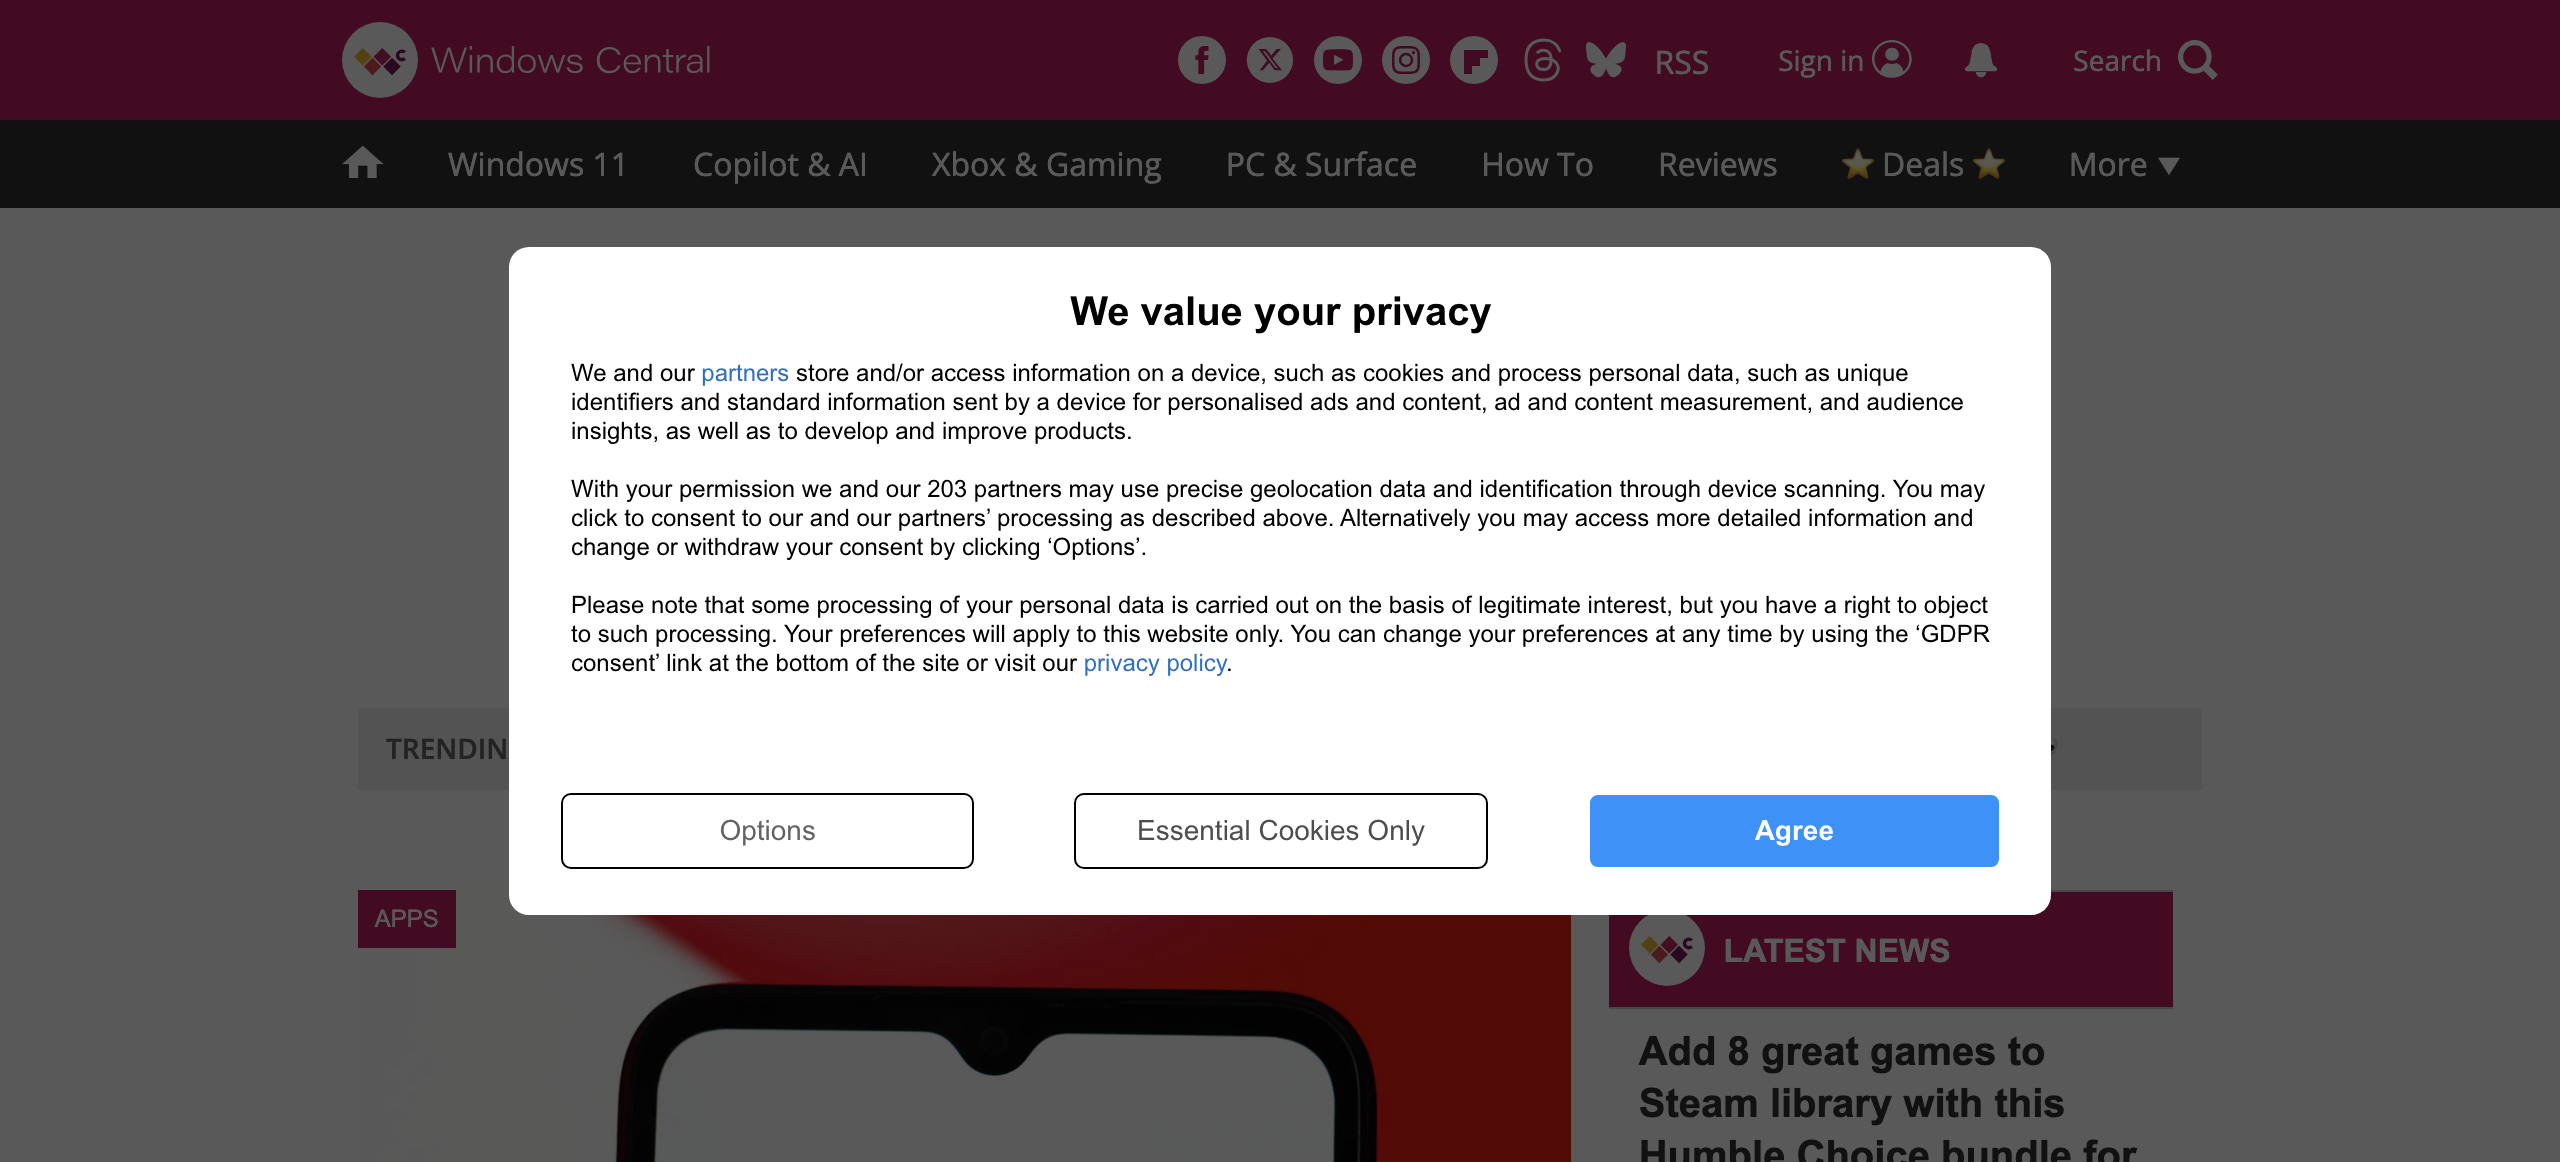 Windows Central
RSS
Sign in
Search
Windows 11
Copilot & AI
Xbox & Gaming
PC & Surface
How To
Reviews
Deals
More
We value your privacy
We and our partners store and/or access information on a device, such as cookies and process personal data, such as unique
identifiers and standard information sent by a device for personalised ads and content, ad and content measurement, and audience
insights, as well as to develop and improve products.
With your permission we and our 203 partners may use precise geolocation data and identification through device scanning. You may
click to consent to our and our partners’ processing as described above. Alternatively you may access more detailed information and
change or withdraw your consent by clicking ‘Options’.
Please note that some processing of your personal data is carried out on the basis of legitimate interest, but you have a right to object
to such processing. Your preferences will apply to this website only. You can change your preferences at any time by using the ‘GDPR
consent’ link at the bottom of the site or visit our privacy policy.
TRENDIN
Options
Essential Cookies Only
Agree
APPS
LATEST NEWS
Add 8 great games to
Steam library with this
Humble Choice bundle for